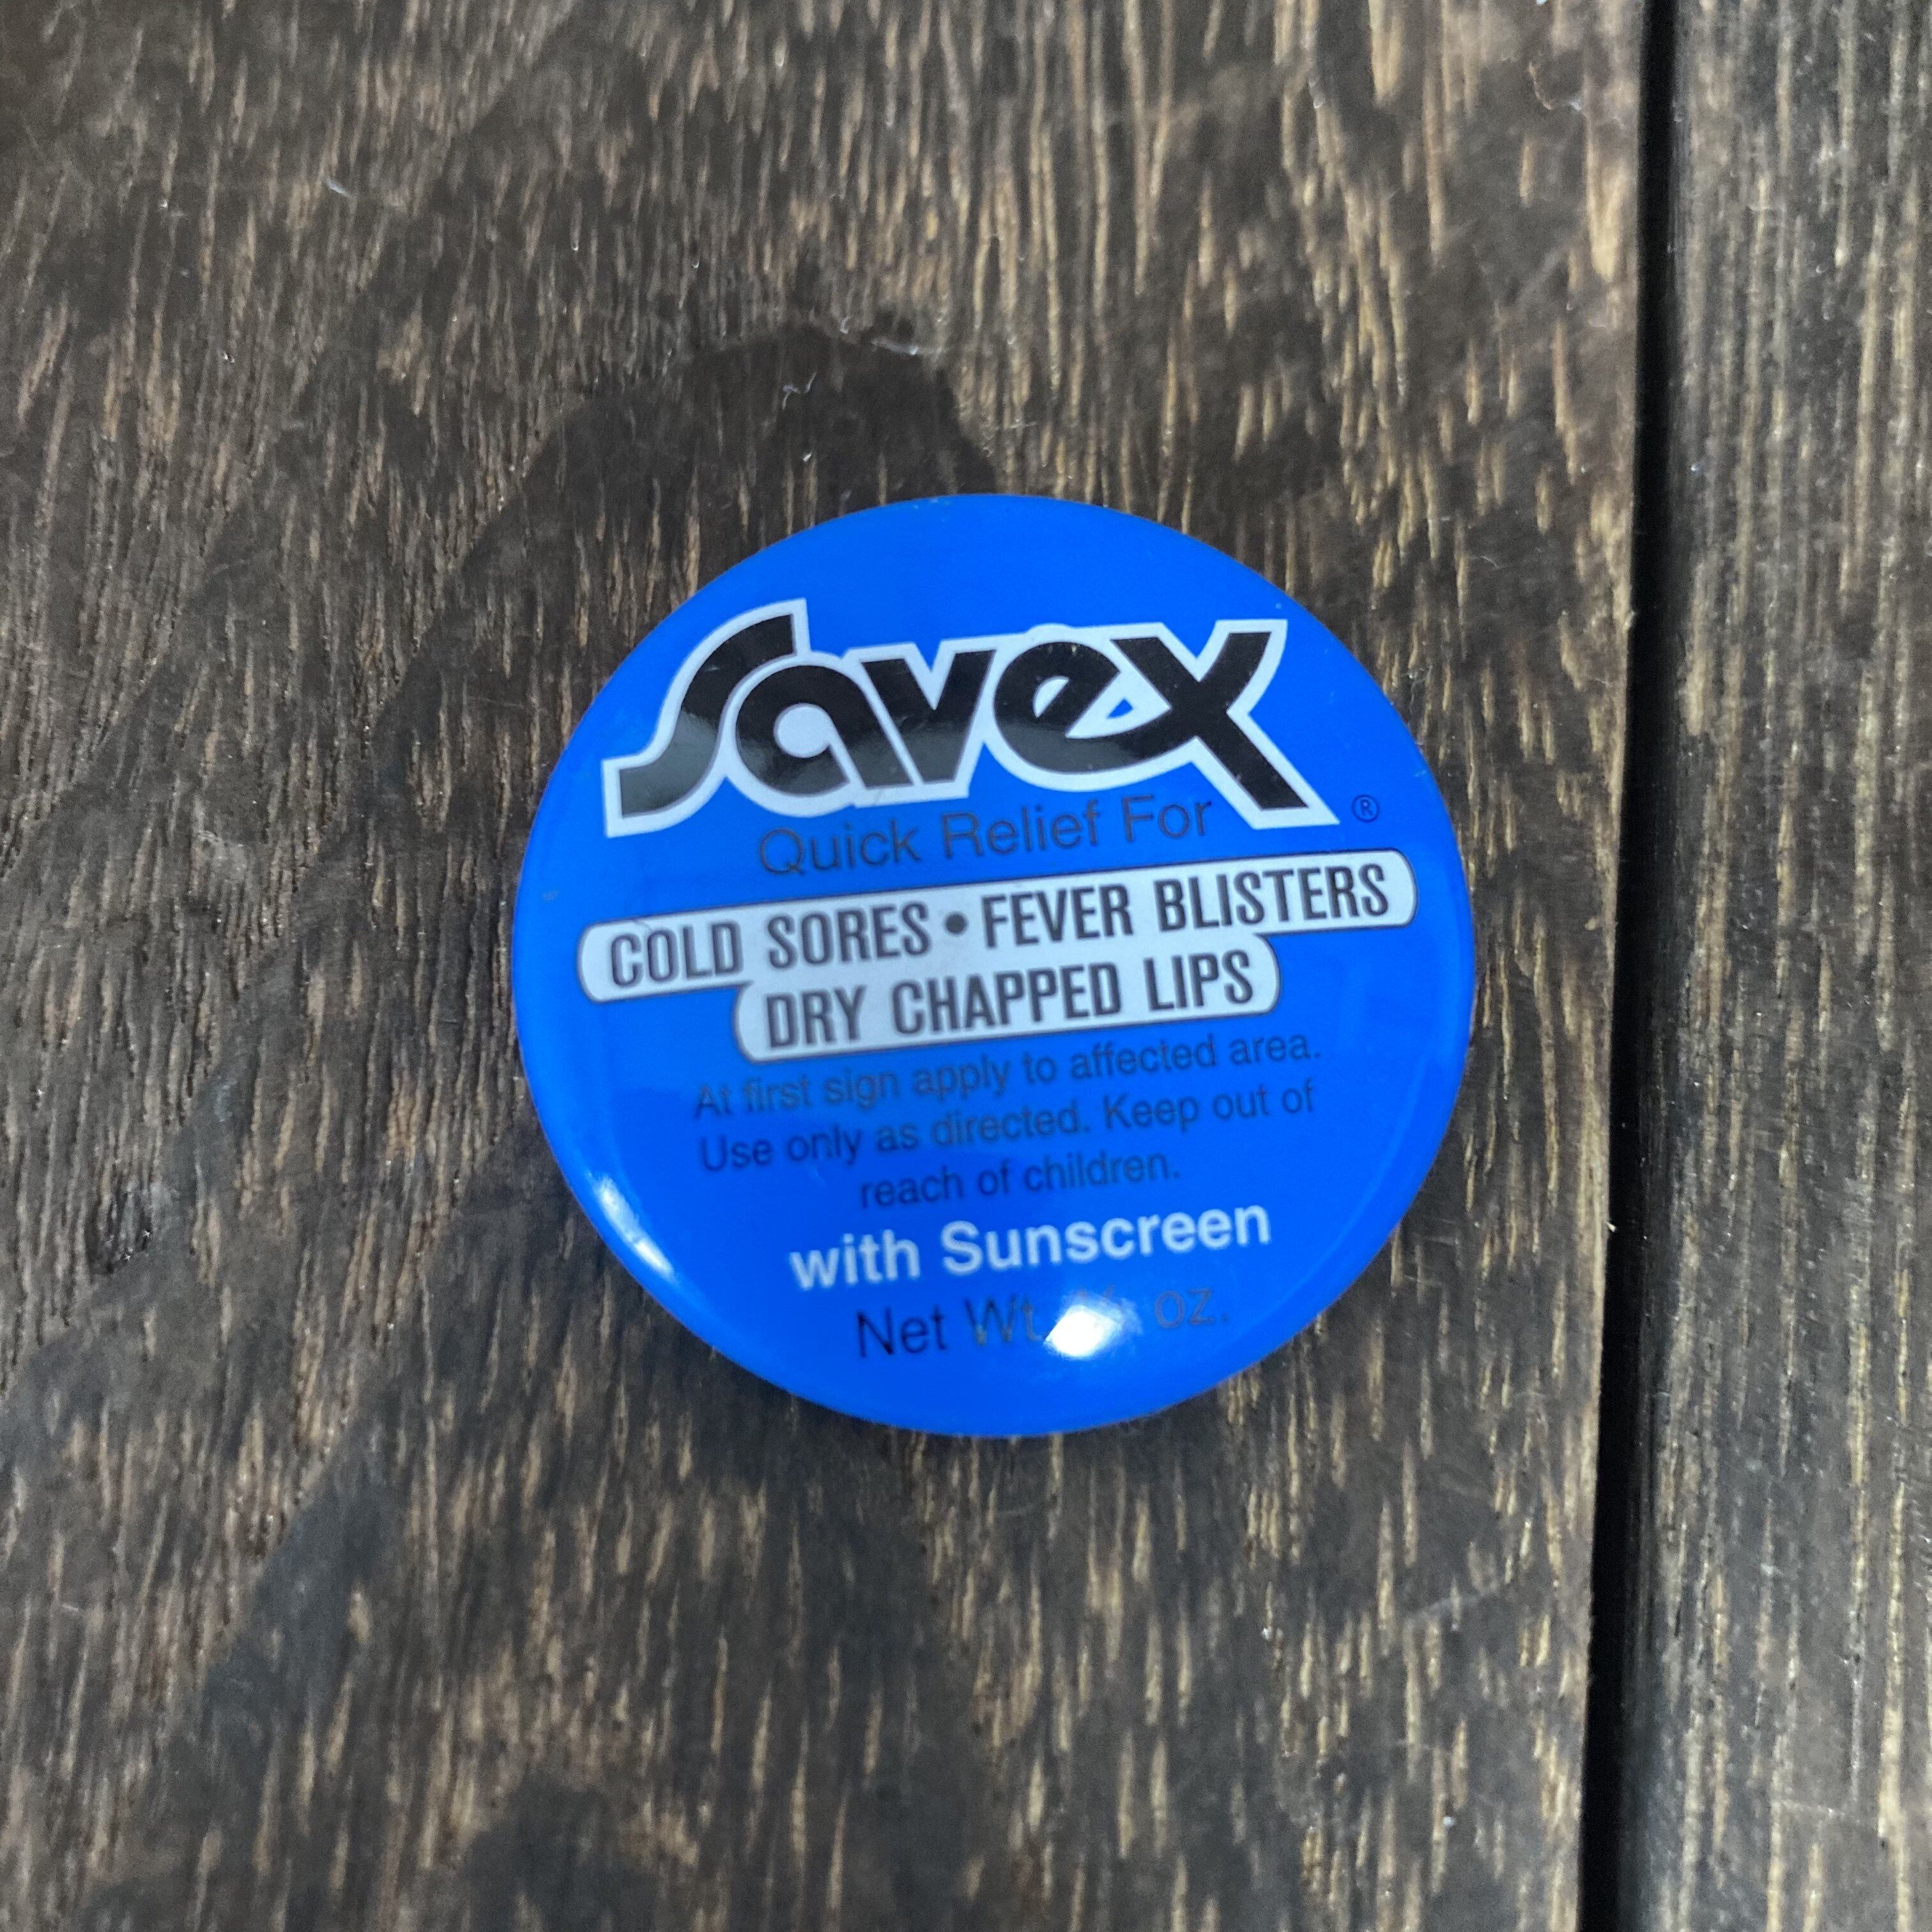 Savex®
Quick Relief For
COLD SORES • FEVER BLISTERS
DRY CHAPPED LIPS
At first sign apply to affected area.
Use only as directed. Keep out of
reach of children.
with Sunscreen
Net Wt. oz.